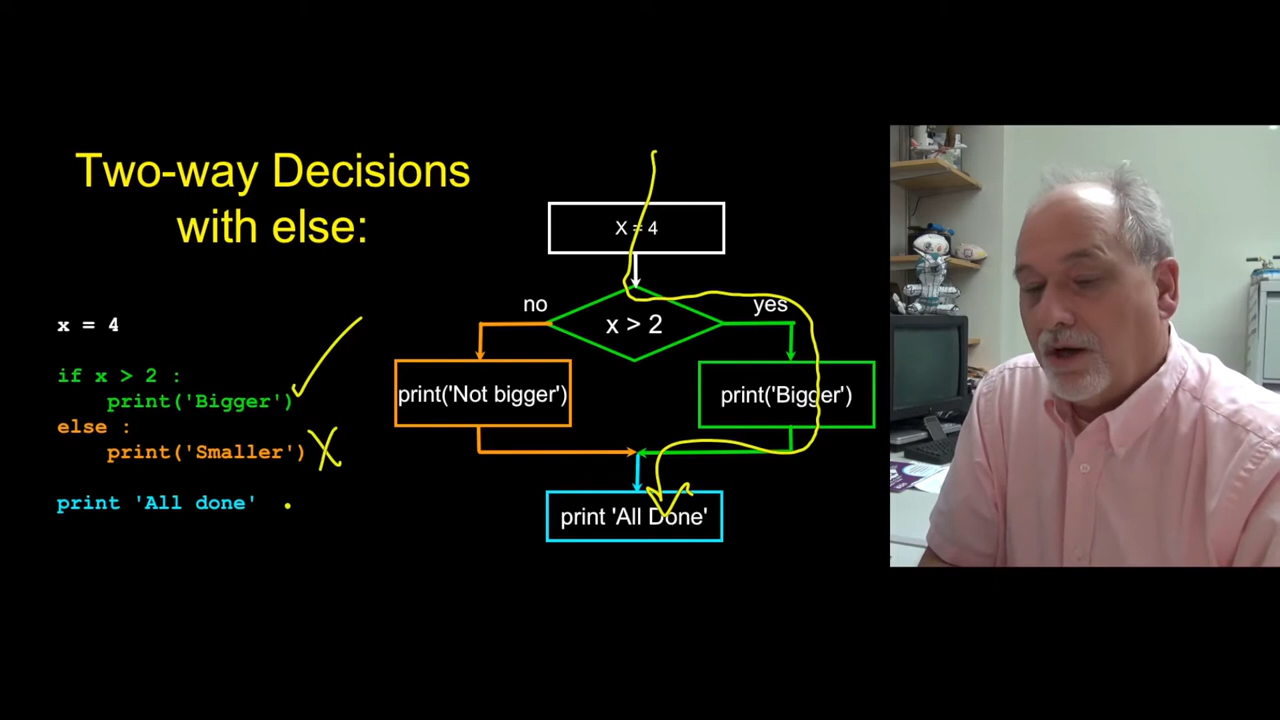 Two-way Decisions
with else:
x = 4
if x > 2 :
print('Bigger')
else :
print('Smaller')
print 'All done'
X = 4
no
yes
x > 2
print('Not bigger')
print('Bigger')
print 'All Done'